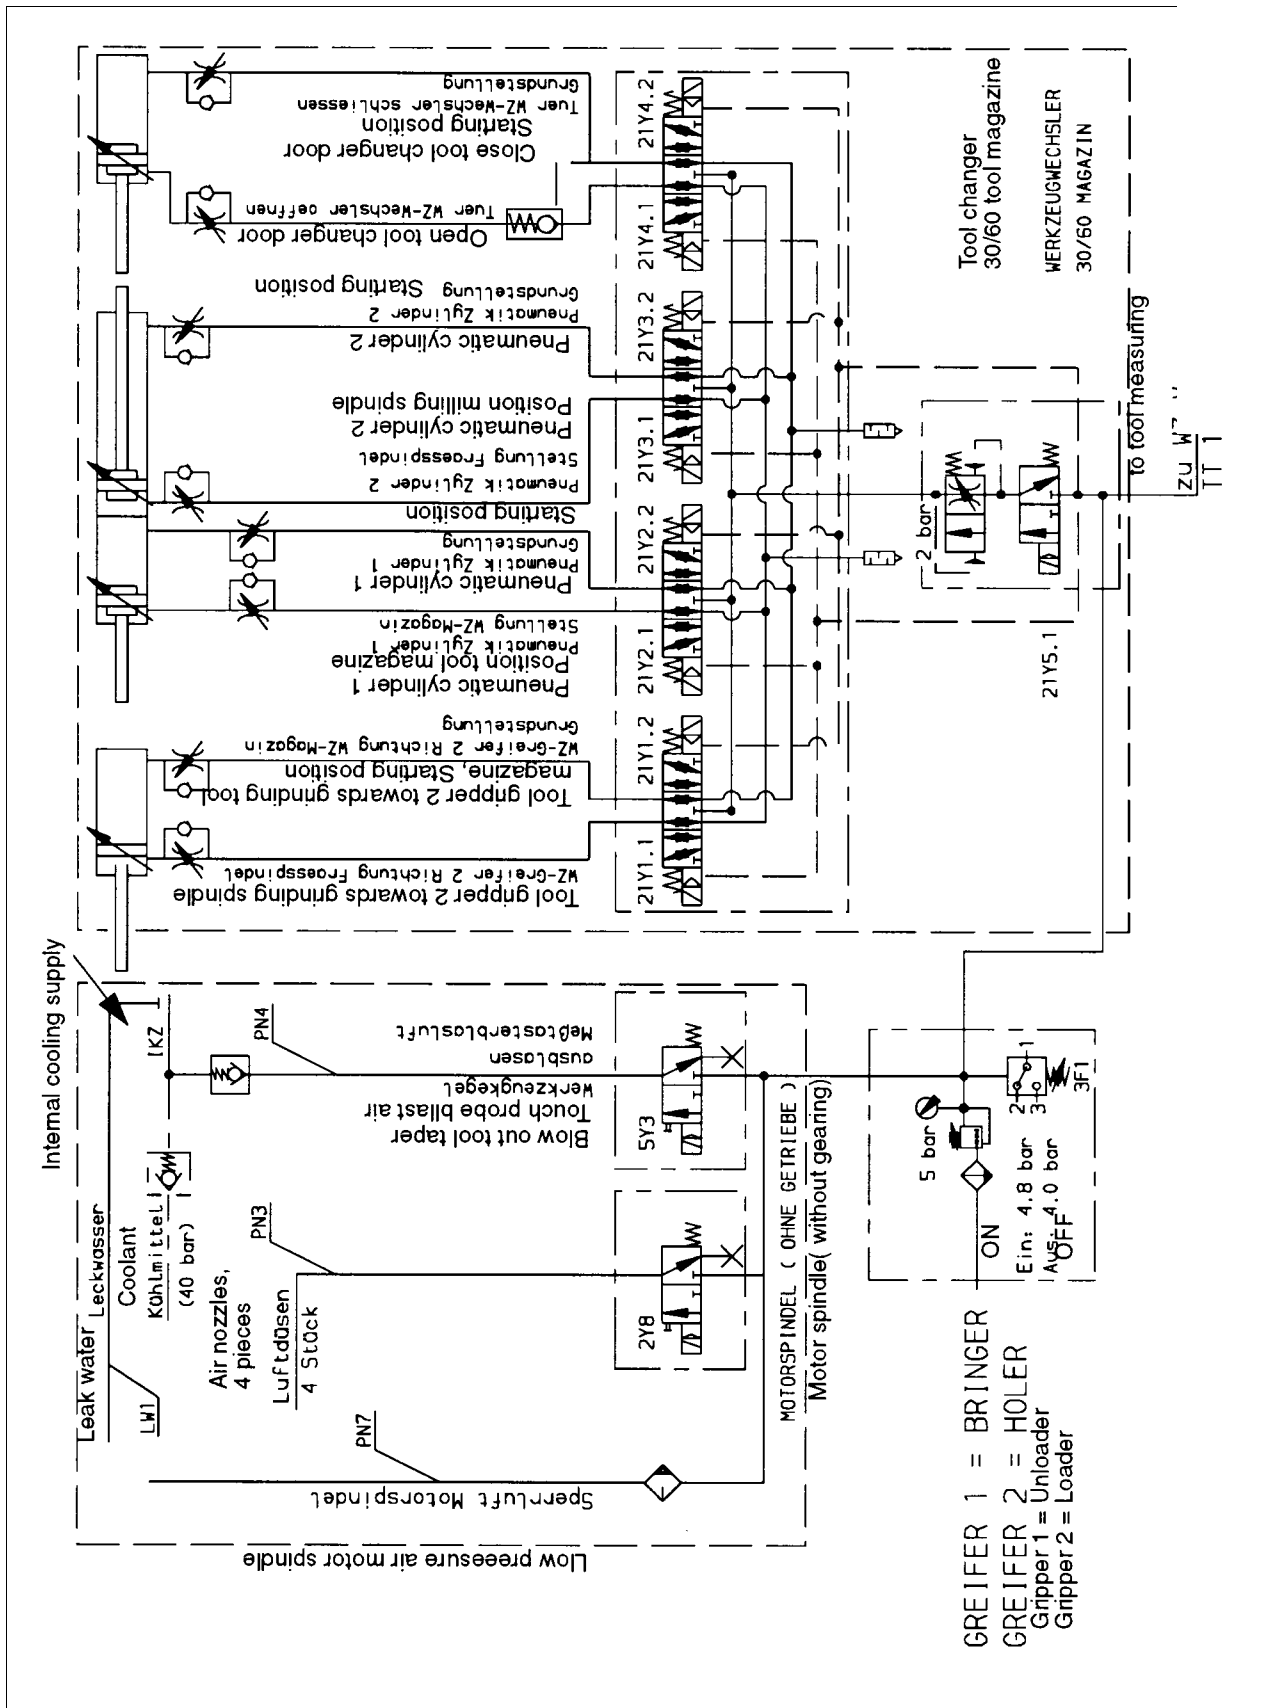 Grundstellung
Tuer WZ-Wechsler schliessen
Starting position
Close tool changer door
Tuer WZ-Wechsler oeffnen
Open tool changer door
21Y4.2
21Y4.1
Tool changer
30/60 tool magazine
WERKZEUGWECHSLER
30/60 MAGAZIN
Starting position
Grundstellung
Pneumatik Zylinder 2
Pneumatic cylinder 2
Position milling spindle
Pneumatic cylinder 2
Stellung Fraesspindel
Pneumatik Zylinder 2
21Y3.2
21Y3.1
to tool measuring
zu
TT 1
Starting position
Grundstellung
Pneumatik Zylinder 1
Pneumatic cylinder 1
Stellung WZ-Magazin
Pneumatik Zylinder 1
Position tool magazine
Pneumatic cylinder 1
21Y2.2
21Y2.1
2 bar
21Y5.1
Grundstellung
WZ-Greifer 2 Richtung WZ-Magazin
magazine, Starting position
Tool gripper 2 towards grinding tool
WZ-Greifer 2 Richtung Fraesspindel
Tool gripper 2 towards grinding spindle
21Y1.2
21Y1.1
Internal cooling supply
IKZ
PN4
Meßtasterblasluft
ausblasen
Werkzeugkegel
Touch probe bllast air
Blow out tool taper
5Y3
Leak water
Leckwasser
Coolant
Kühlmittel
(40 bar)
LW1
PN3
Air nozzles,
4 pieces
Luftdüsen
4 Stück
2Y8
PN7
Sperrluft Motorspindel
Llow preeesure air motor spindle
MOTORSPINDEL ( OHNE GETRIEBE )
Motor spindle( without gearing)
5 bar
1
2
3
3F1
ON
Ein: 4.8 bar
Aus: 4.0 bar
OFF
GREIFER 1 = BRINGER
GREIFER 2 = HOLER
Gripper 1 = Unloader
Gripper 2 = Loader